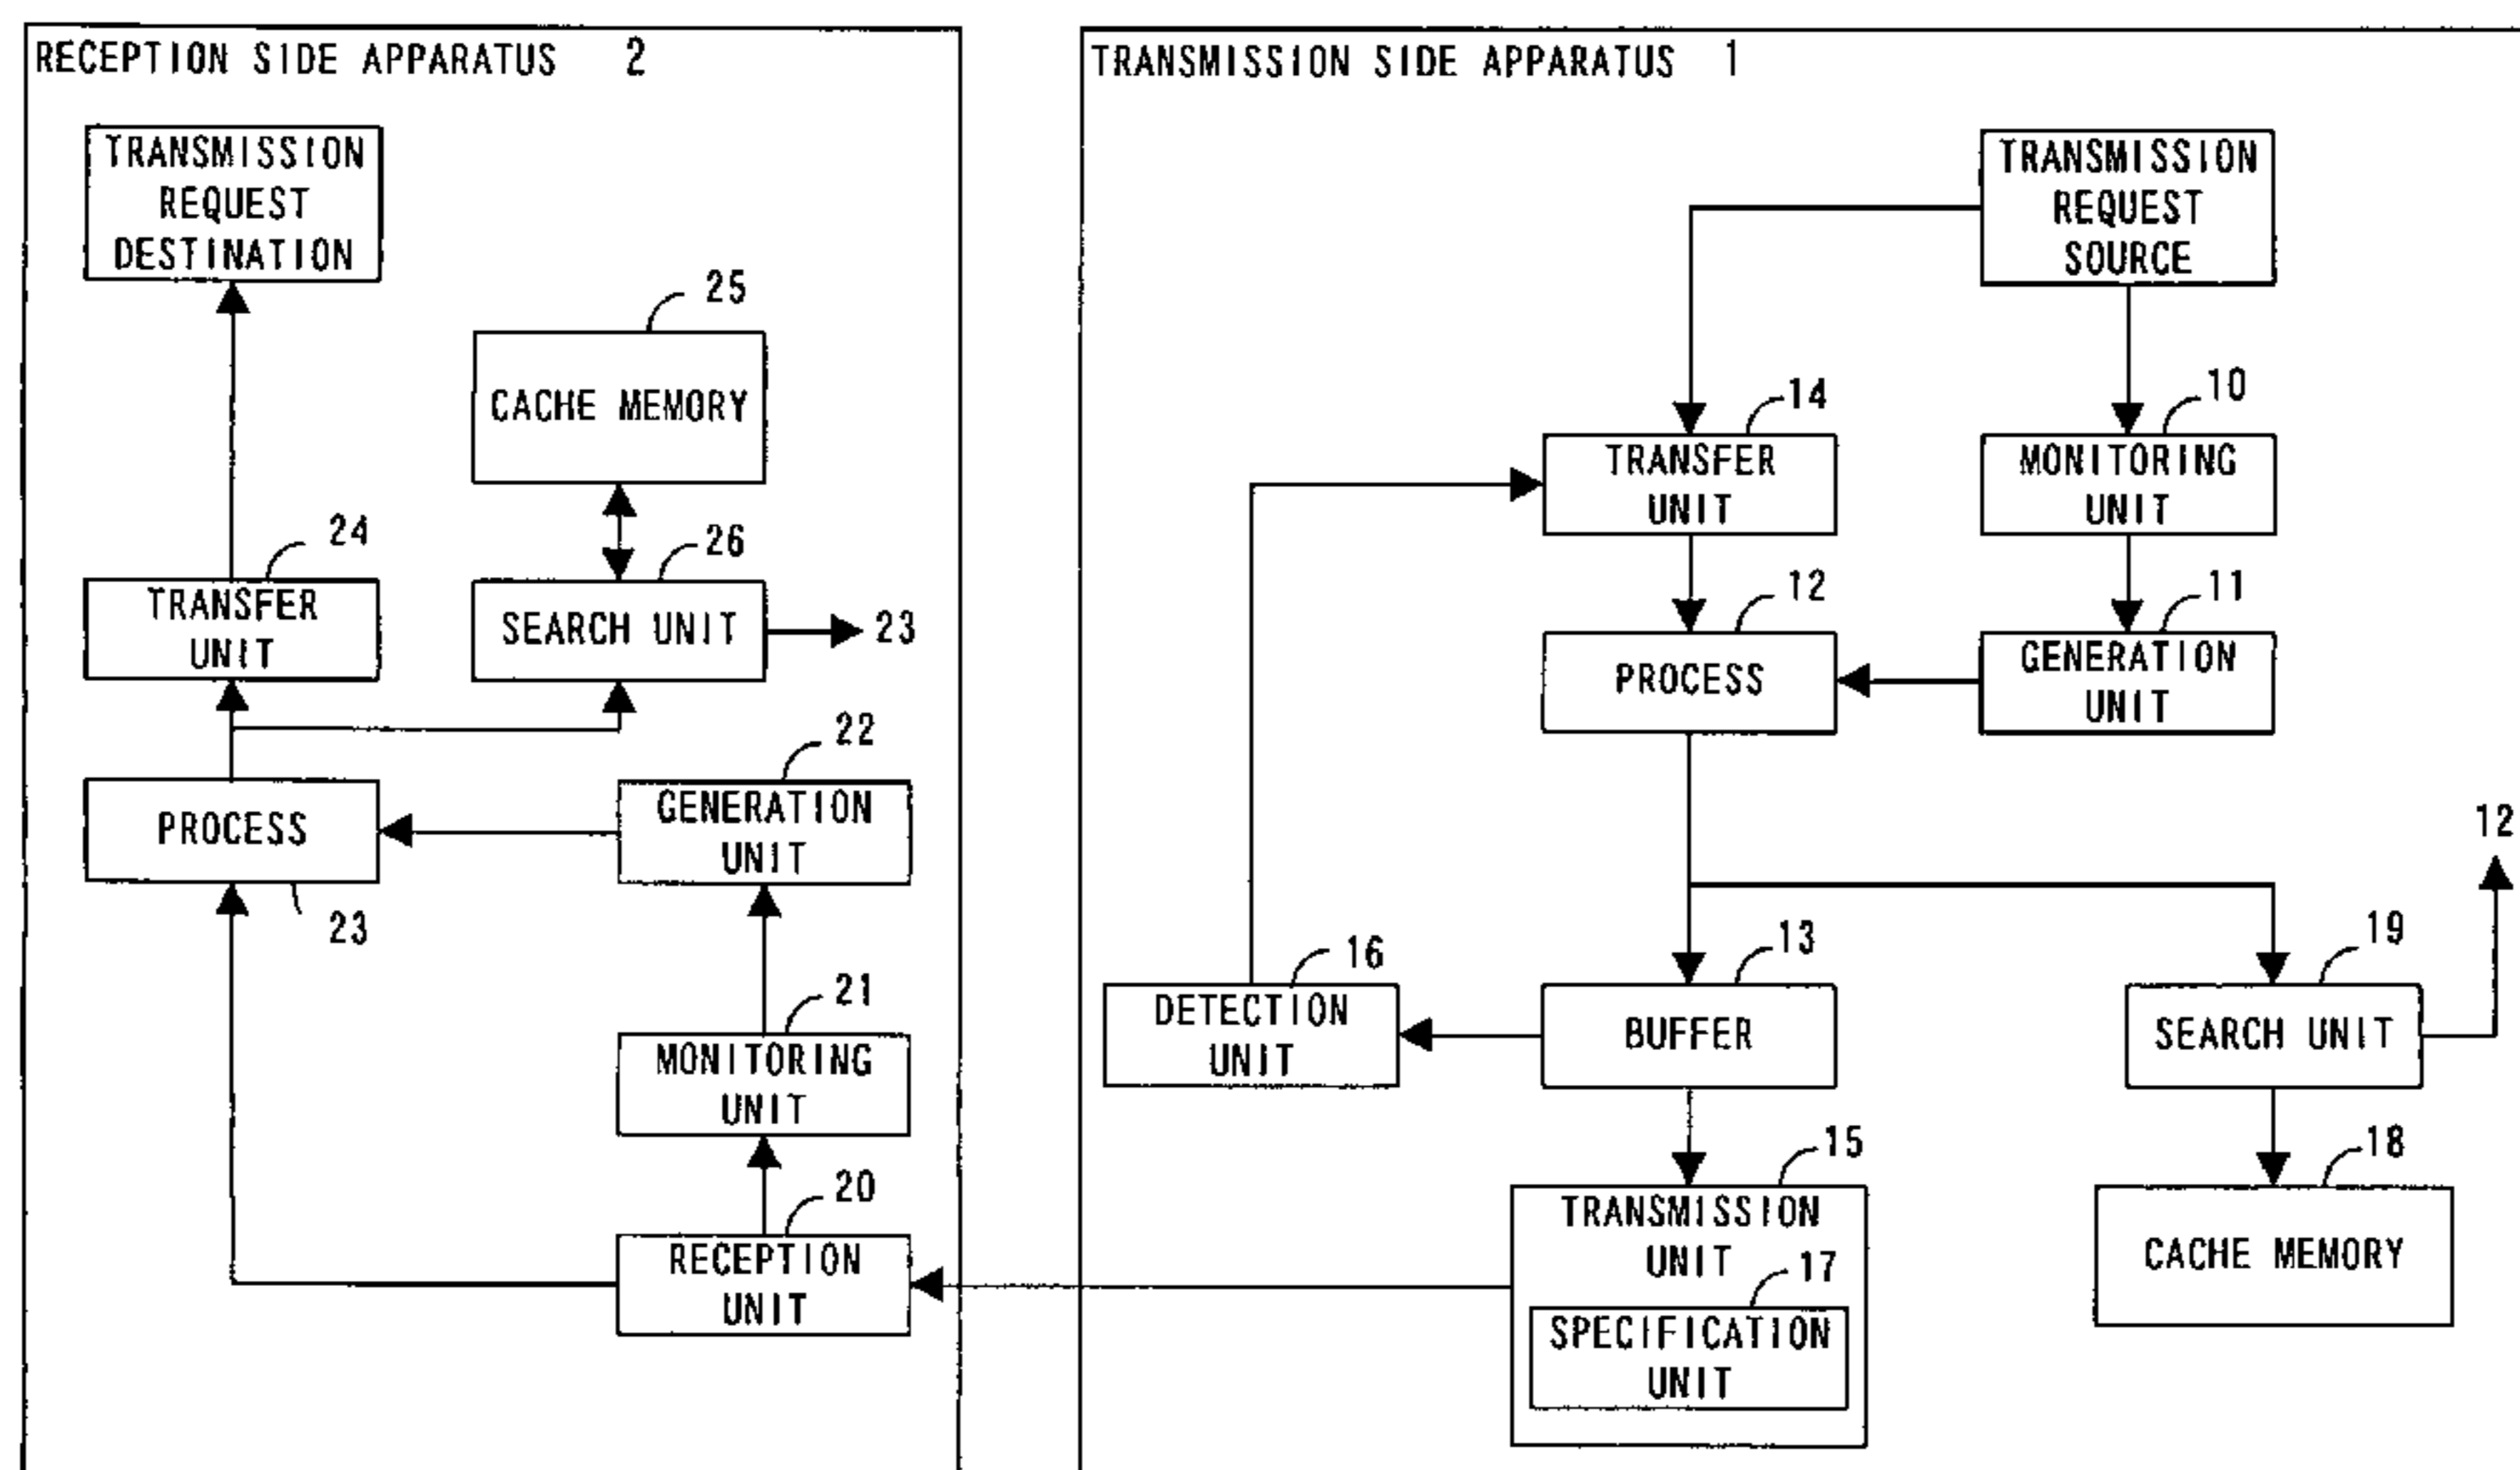 RECEPTION SIDE APPARATUS 2
TRANSMISSION
REQUEST
DESTINATION
25
CACHE MEMORY
24
26
TRANSFER
UNIT
SEARCH UNIT
23
22
PROCESS
GENERATION
UNIT
23
21
MONITORING
UNIT
20
RECEPTION
UNIT
TRANSMISSION SIDE APPARATUS 1
TRANSMISSION
REQUEST
SOURCE
14
10
TRANSFER
UNIT
MONITORING
UNIT
12
11
PROCESS
GENERATION
UNIT
12
16
13
19
DETECTION
UNIT
BUFFER
SEARCH UNIT
15
18
TRANSMISSION
UNIT
17
SPECIFICATION
UNIT
CACHE MEMORY